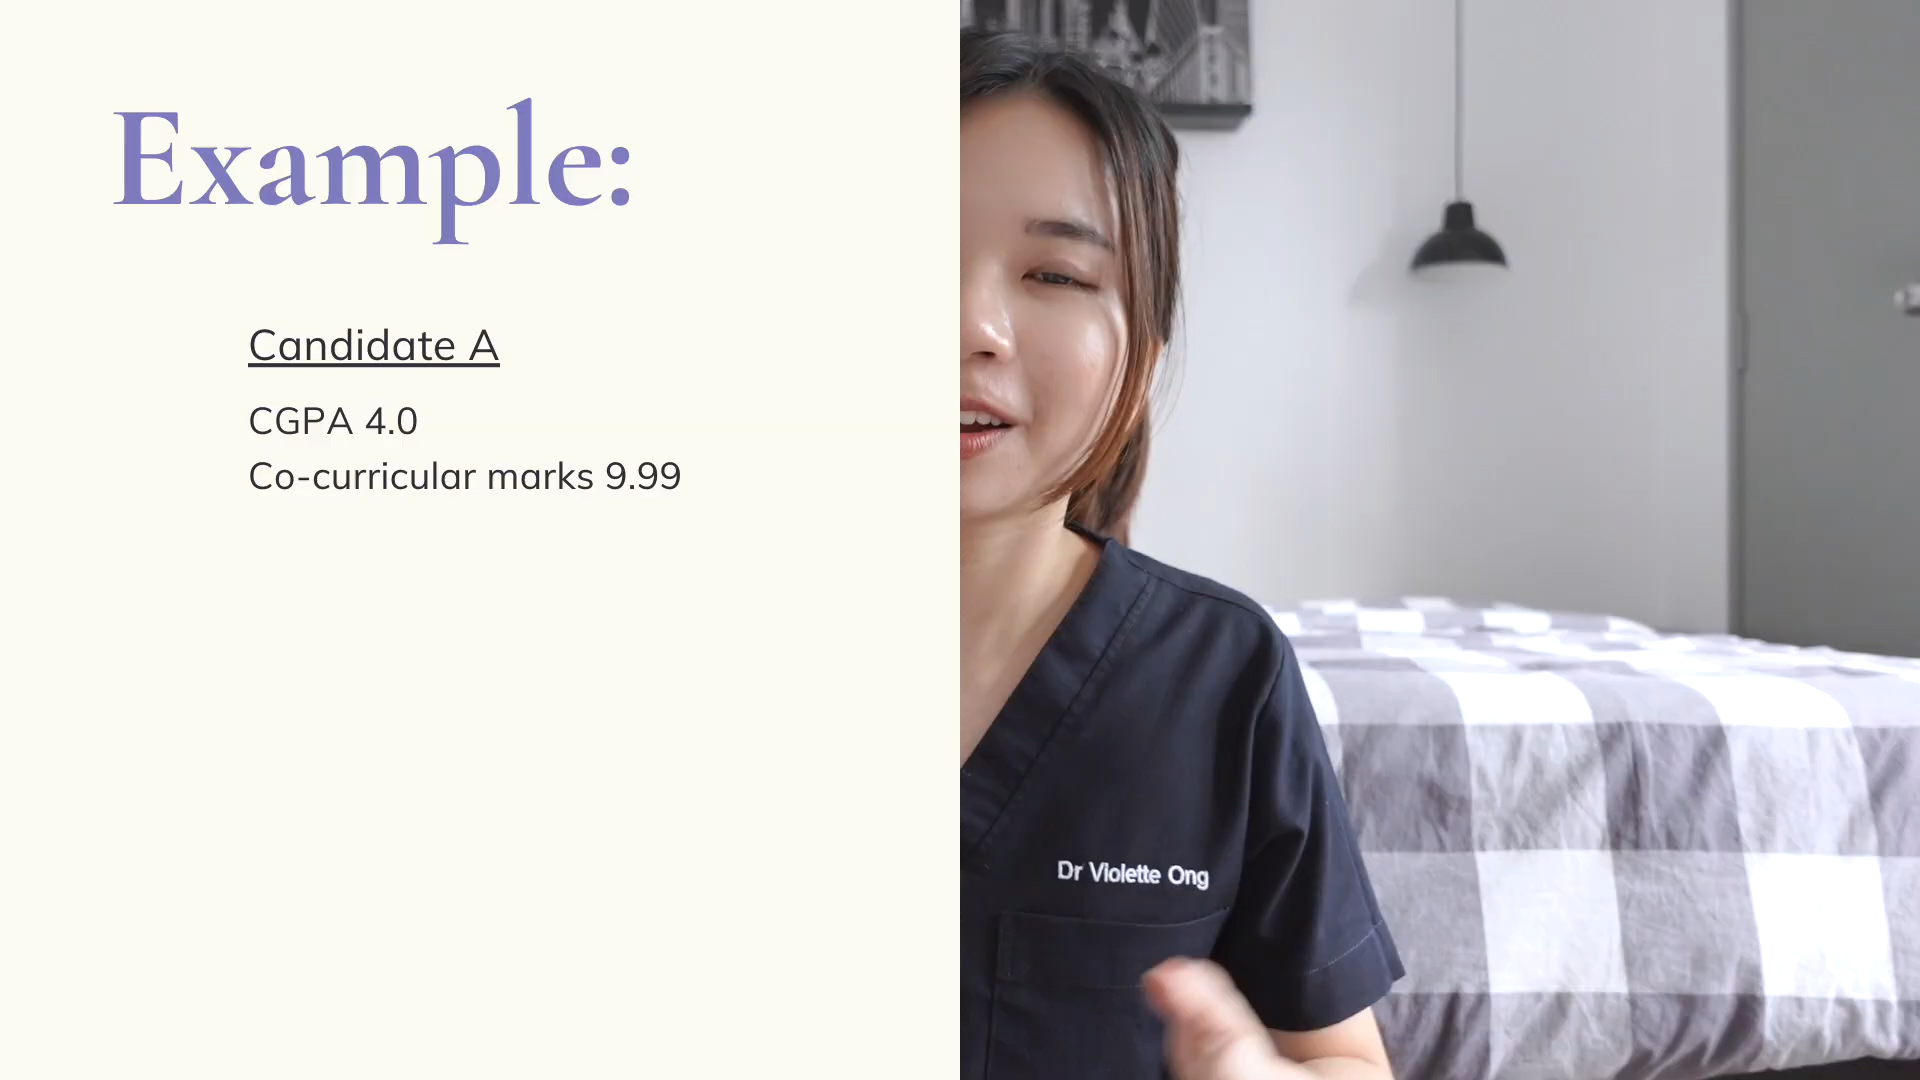 Example:
Candidate A
CGPA 4.0
Co-curricular marks 9.99
Dr Violette Ong